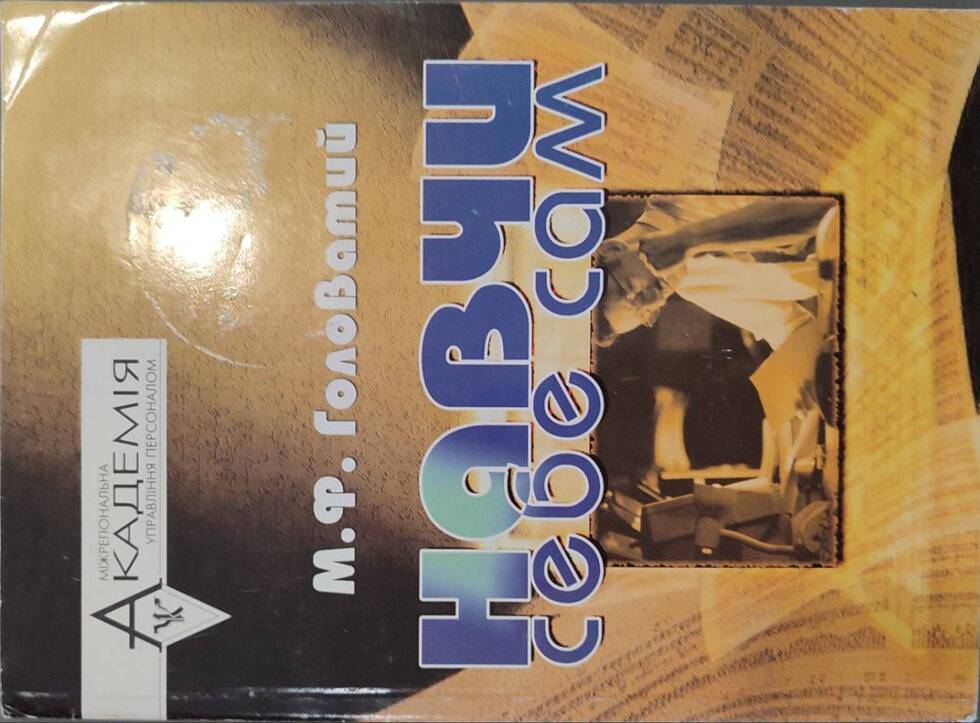 МІЖРЕГІОНАЛЬНА
АКАДЕМІЯ
УПРАВЛІННЯ ПЕРСОНАЛОМ
М.Ф. Головатий
Навчи
себе сам